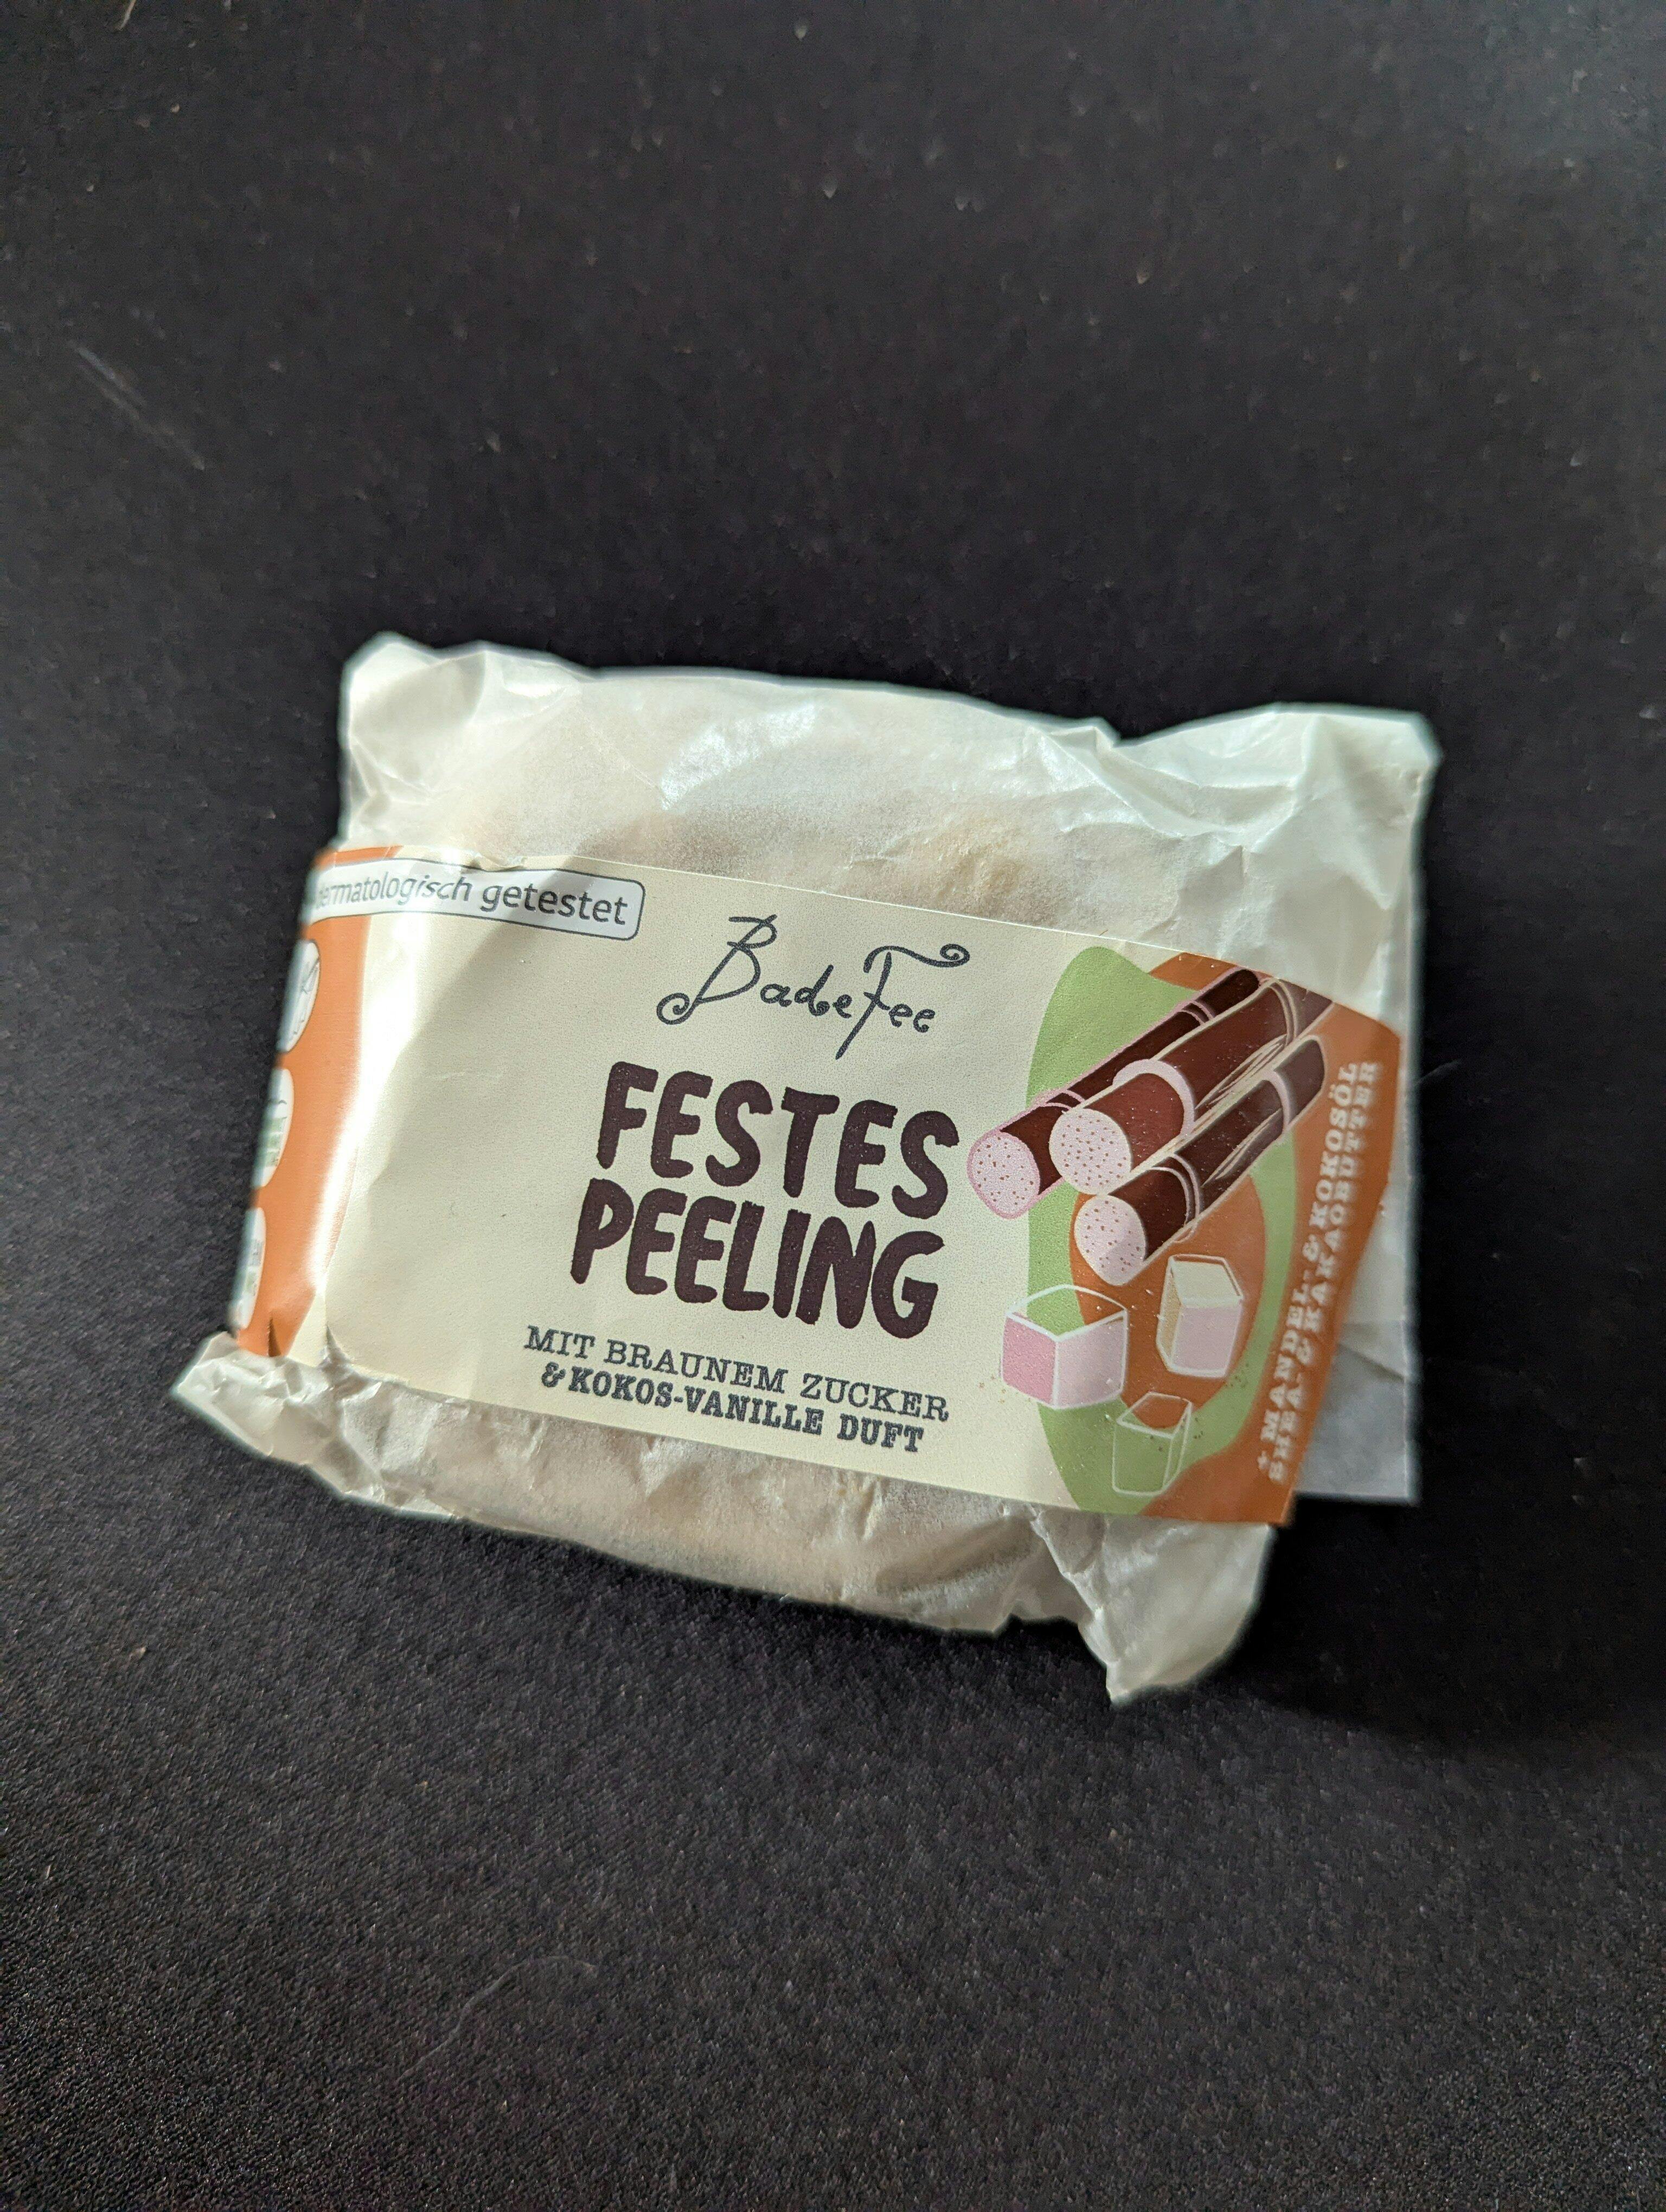 dermatologisch getestet
BadeFee
FESTES
PEELING
MIT BRAUNEM ZUCKER
& KOKOS-VANILLE DUFT
+ MANDEL- & KOKOSÖL
SHEA- & KAKAOBUTTER